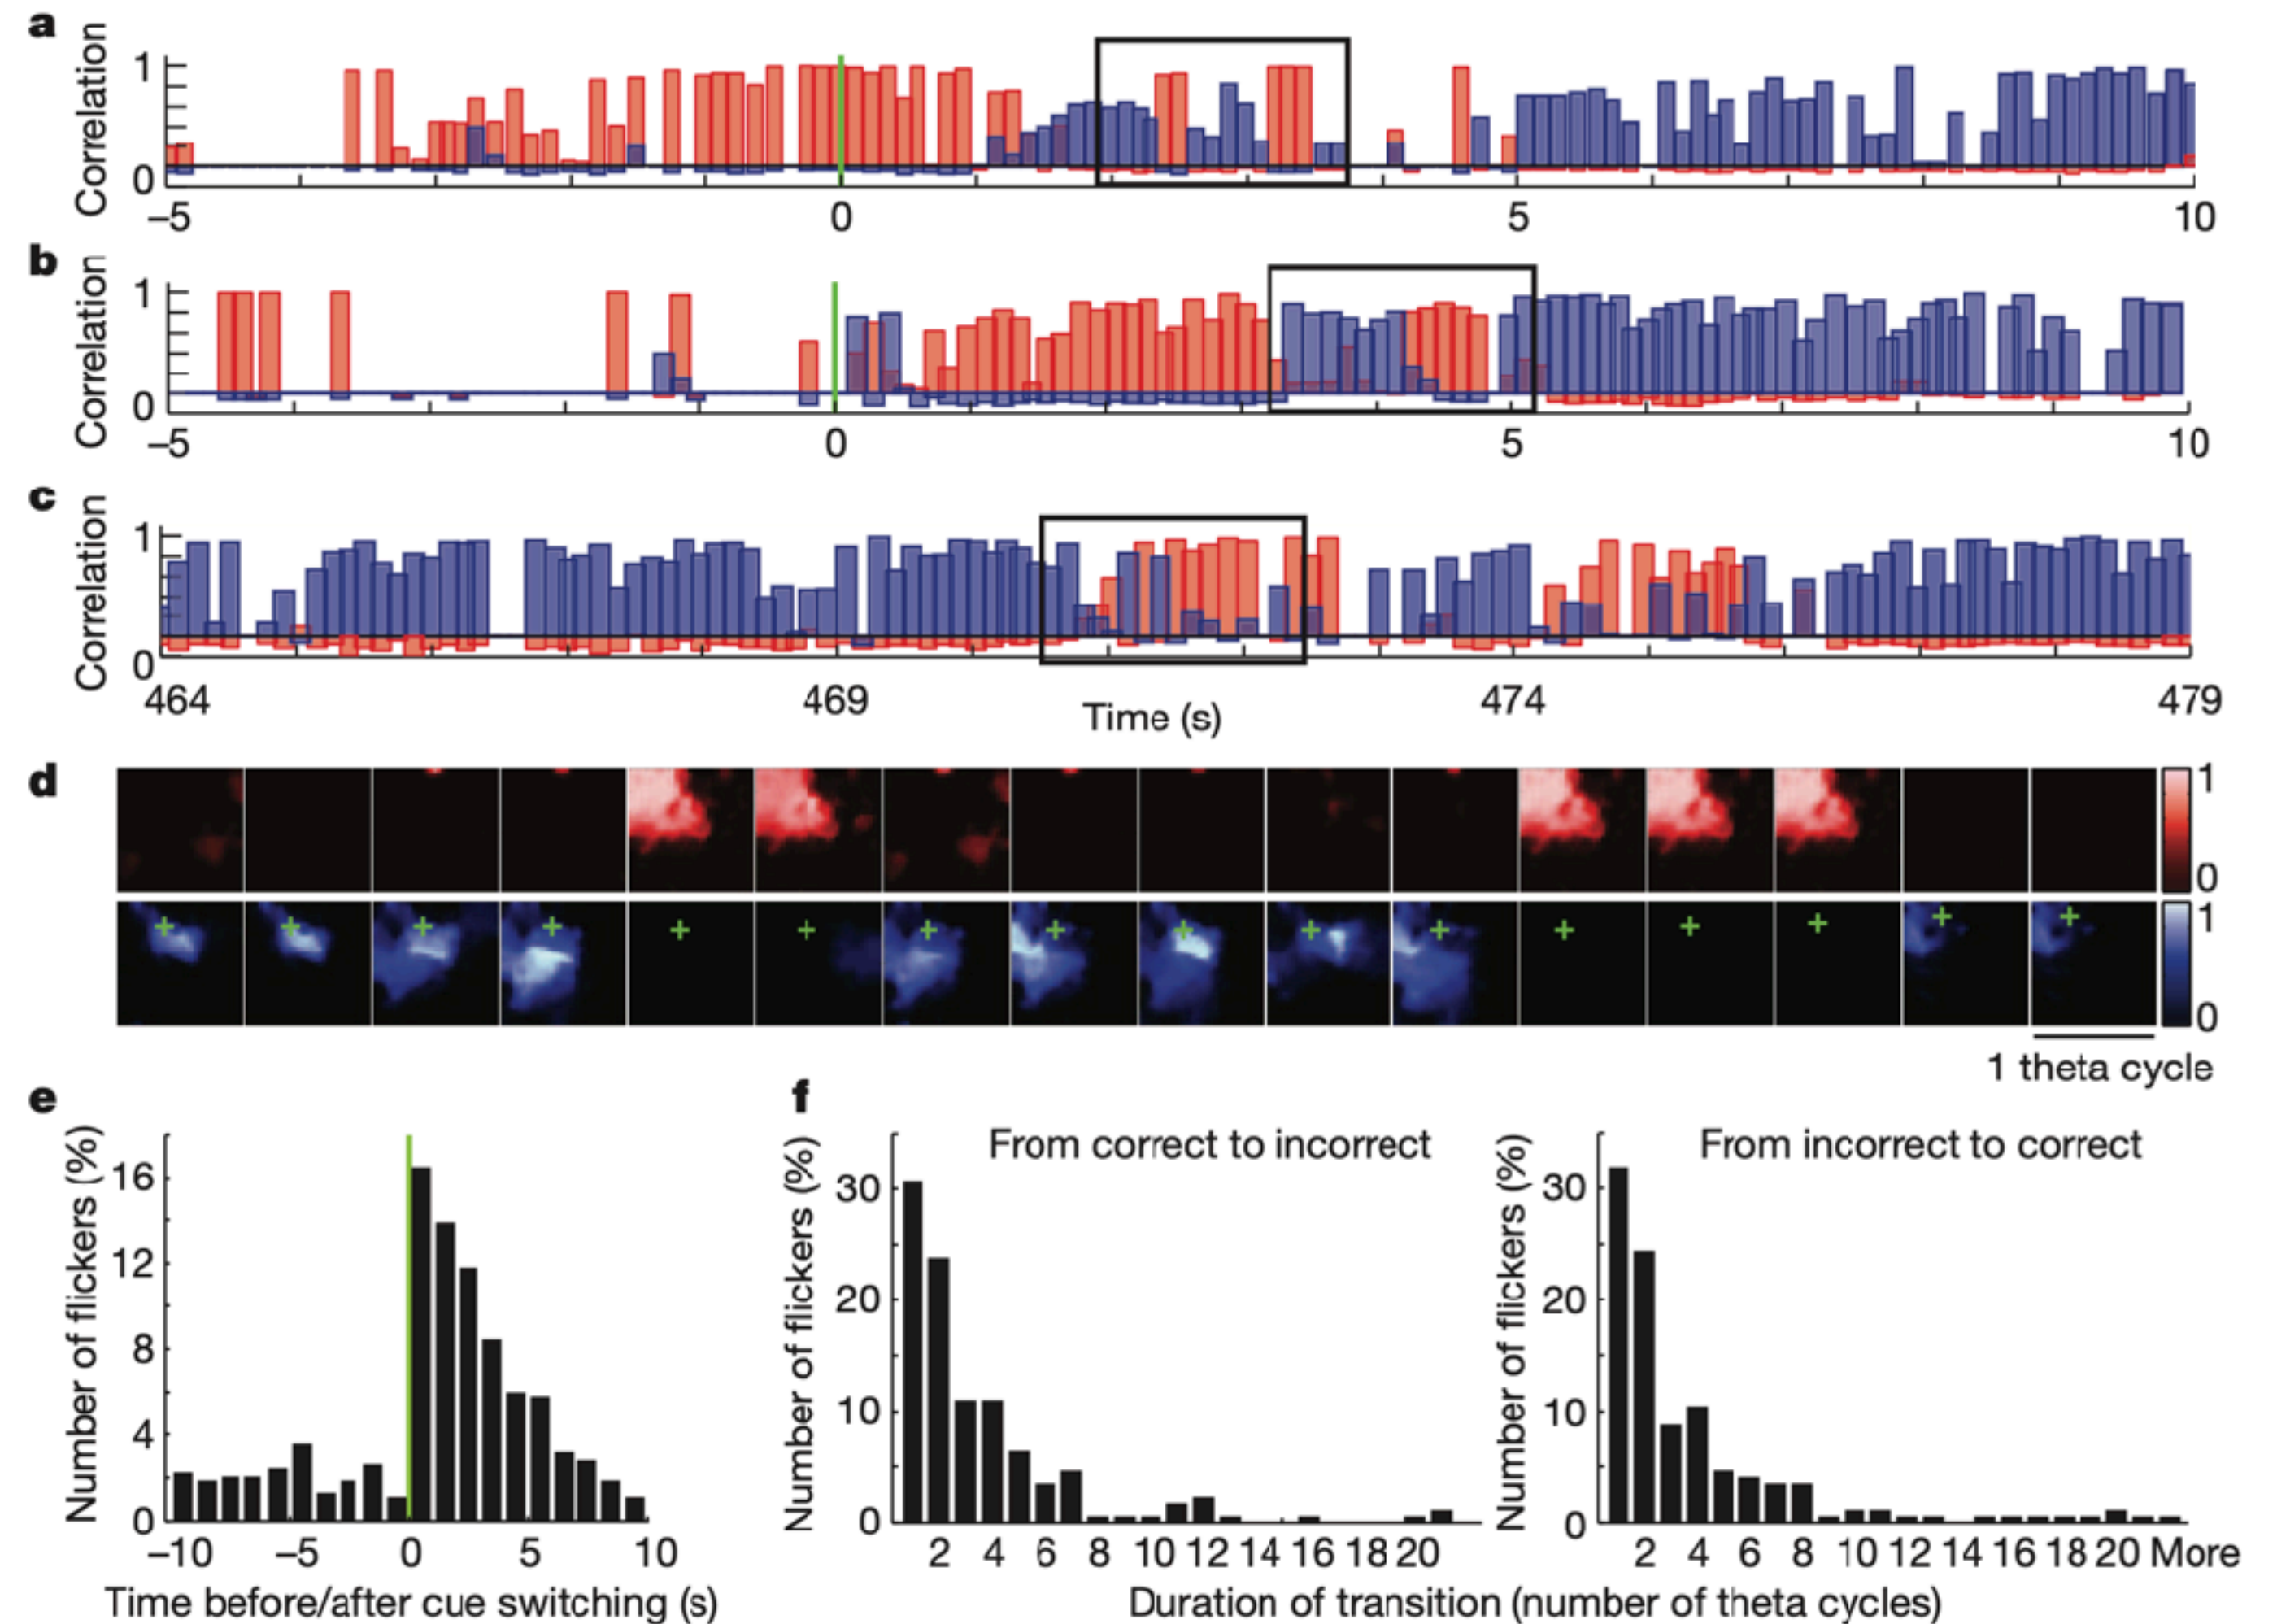 a
Correlation
1
0
–5 0 5 10
b
Correlation
1
0
–5 0 5 10
c
Correlation
1
0
464 469 474 479
Time (s)
d
1
0
1
0
1 theta cycle
e
Number of flickers (%)
16
12
8
4
0
–10 –5 0 5 10
Time before/after cue switching (s)
f
From correct to incorrect
Number of flickers (%)
30
20
10
0
2 4 6 8 10 12 14 16 18 20
From incorrect to correct
Number of flickers (%)
30
20
10
0
2 4 6 8 10 12 14 16 18 20 More
Duration of transition (number of theta cycles)